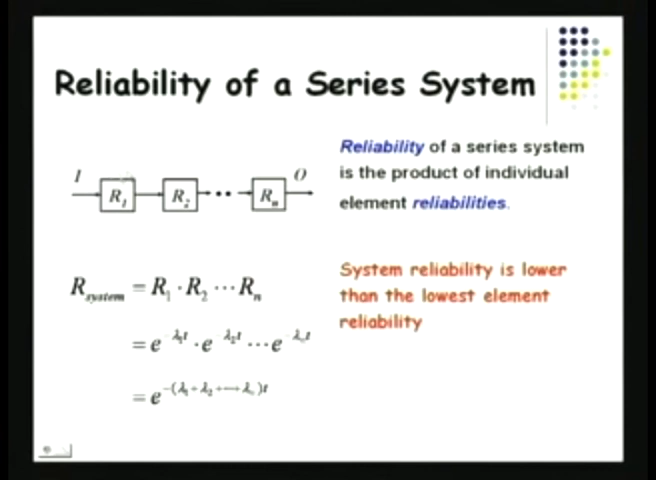 Reliability of a Series System
I
R₁
R₂
...
Rₙ
O
Reliability of a series system
is the product of individual
element reliabilities.
R_system = R₁ · R₂ ··· Rₙ
= e^(-λ₁t) · e^(-λ₂t) ... e^(-λₙt)
= e^(-(λ₁+λ₂+···+λₙ)t)
System reliability is lower
than the lowest element
reliability